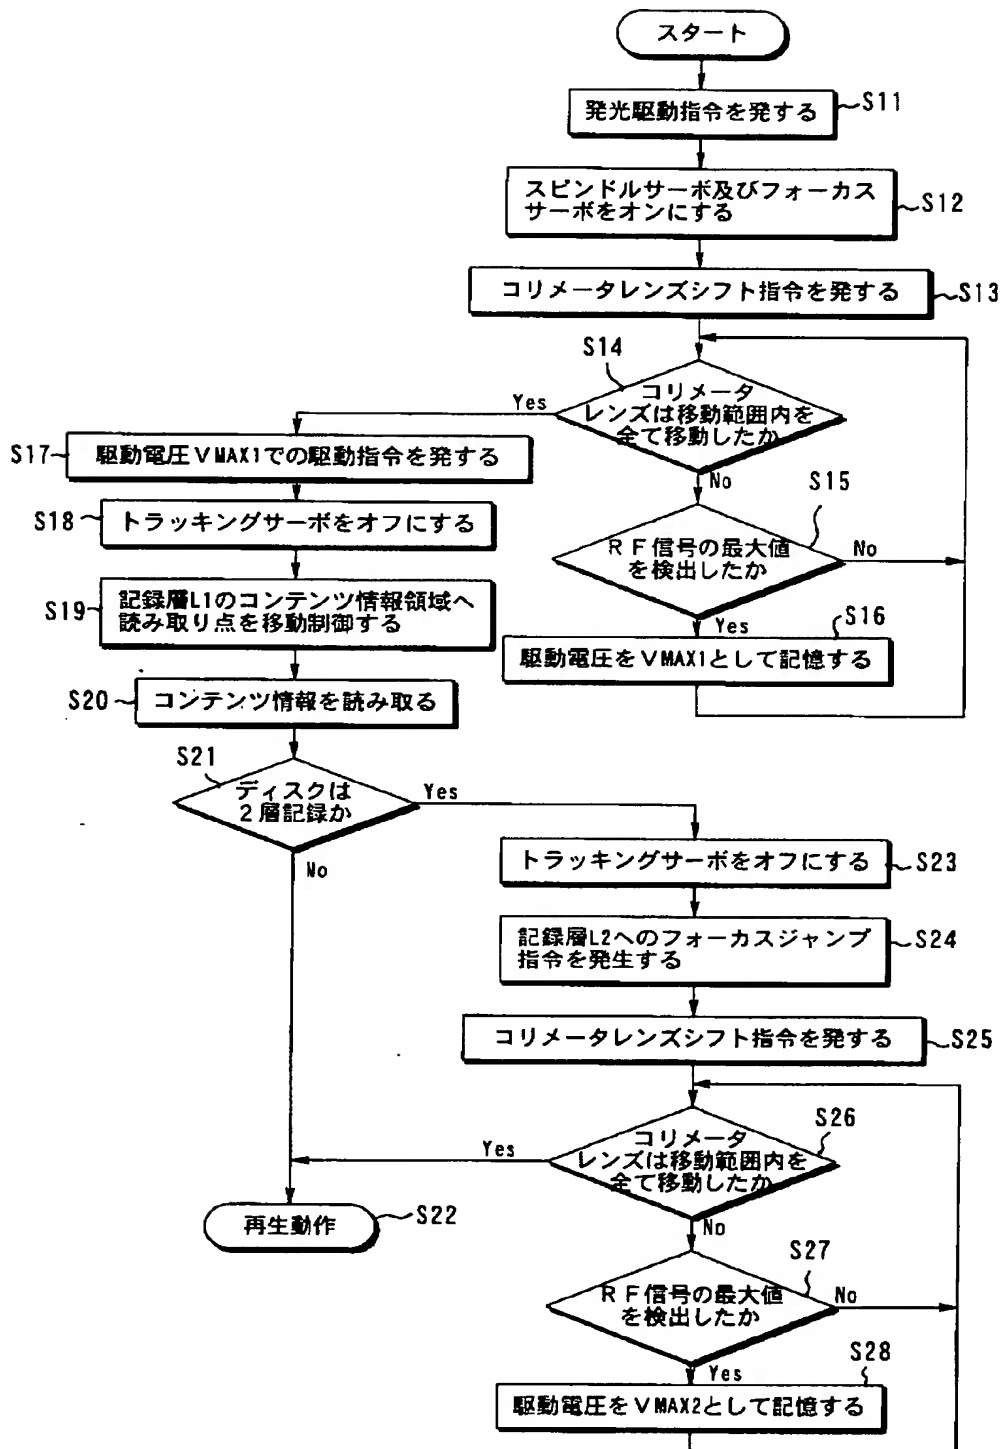 スタート
発光駆動指令を発する
S11
スピンドルサーボ及びフォーカス
サーボをオンにする
S12
コリメータレンズシフト指令を発する
S13
S14
コリメータ
レンズは移動範囲内を
全て移動したか
Yes
No
S15
RF信号の最大値
を検出したか
No
Yes
S16
駆動電圧をVMAX1として記憶する
S17
駆動電圧VMAX1での駆動指令を発する
S18
トラッキングサーボをオフにする
S19
記録層L1のコンテンツ情報領域へ
読み取り点を移動制御する
S20
コンテンツ情報を読み取る
S21
ディスクは
2層記録か
Yes
No
トラッキングサーボをオフにする
S23
記録層L2へのフォーカスジャンプ
指令を発生する
S24
コリメータレンズシフト指令を発する
S25
S26
コリメータ
レンズは移動範囲内を
全て移動したか
Yes
No
再生動作
S22
S27
RF信号の最大値
を検出したか
No
Yes
S28
駆動電圧をVMAX2として記憶する